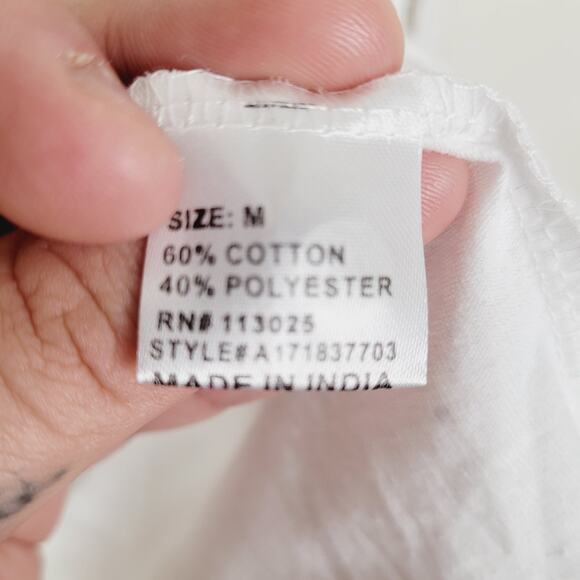 SIZE: M
60% COTTON
40% POLYESTER
RN# 113025
STYLE# A171837703
MADE IN INDIA